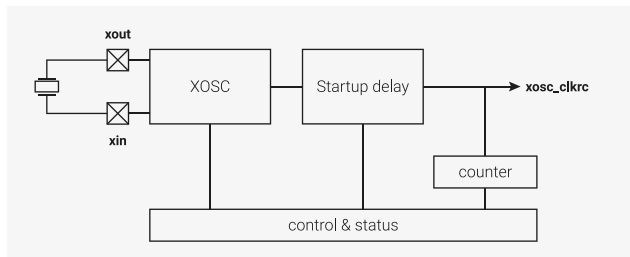 xout
XOSC
Startup delay
xosc_clkrc
xin
counter
control & status